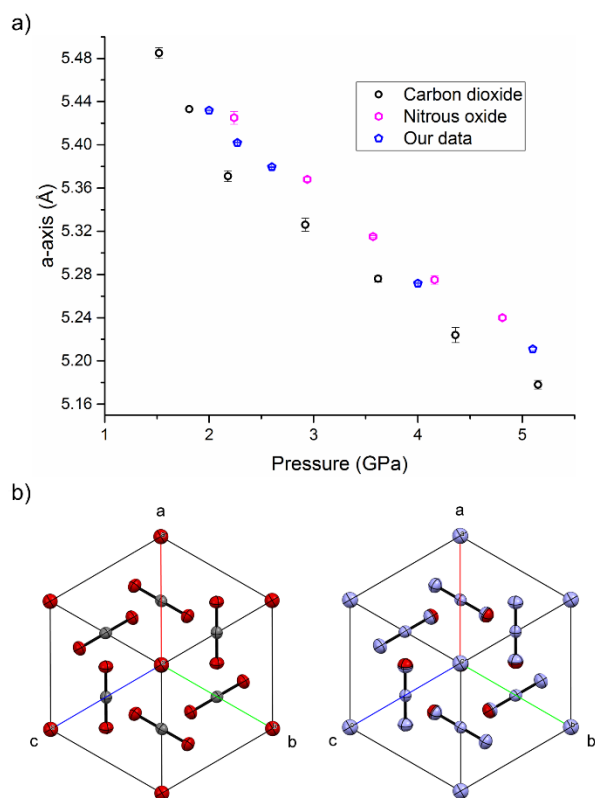 a)
5.48
5.44
5.40
5.36
5.32
5.28
5.24
5.20
5.16
a-axis (Å)
Carbon dioxide
Nitrous oxide
Our data
1 2 3 4 5
Pressure (GPa)
b)
a a
c b c b